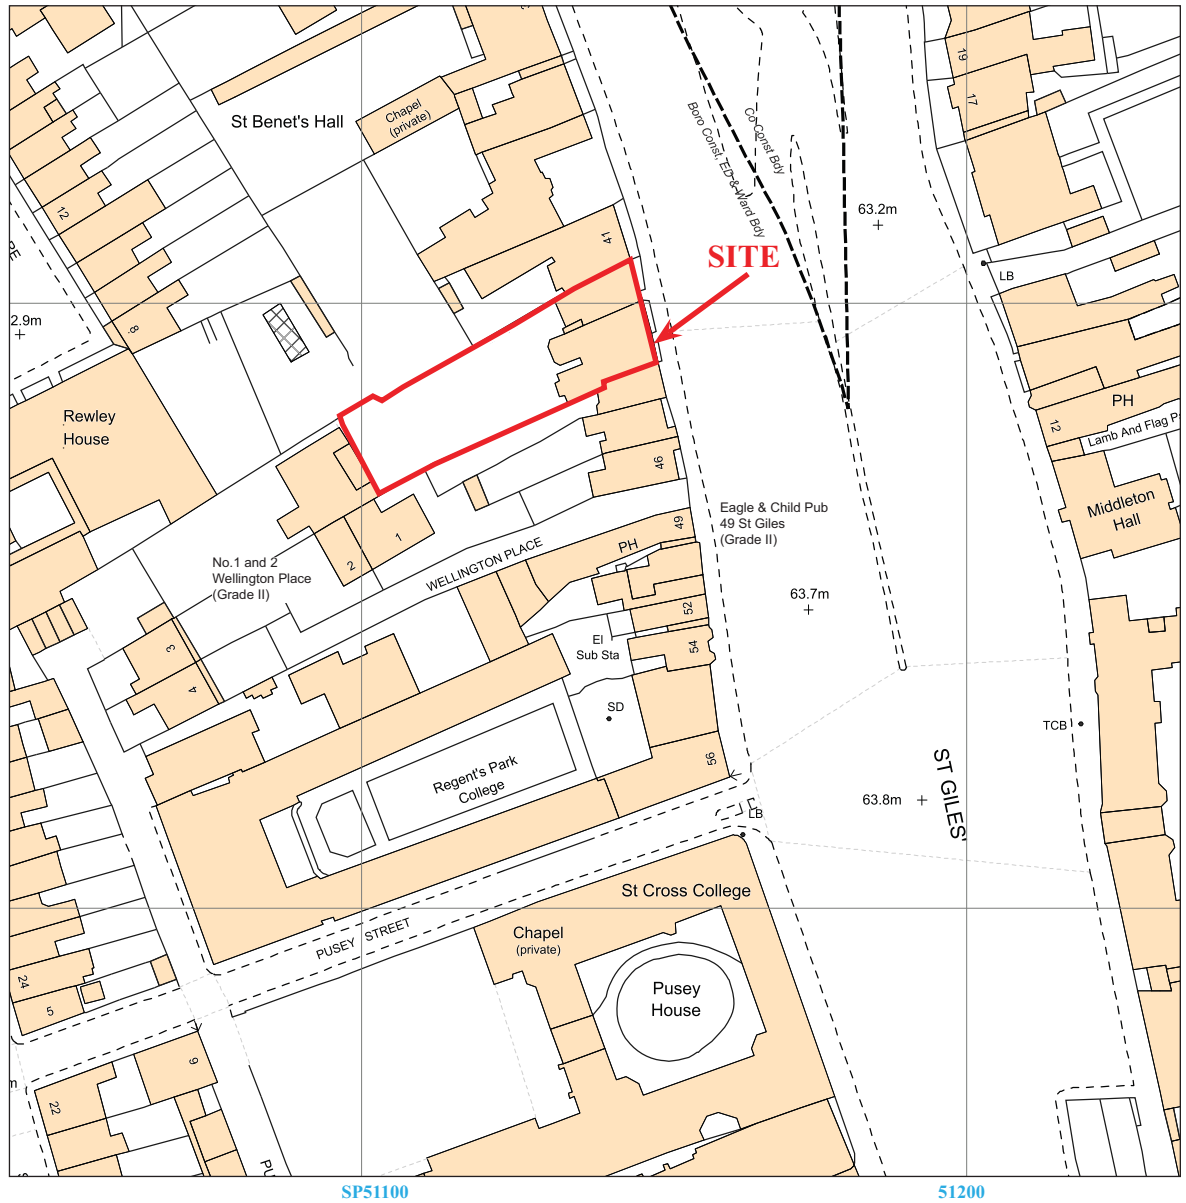 St Benet's Hall
Chapel
(private)
19
17
Co Const Bdy
Boro Const, ED & Ward Bdy
63.2m
12
41
SITE
LB
2.9m
8
PH
12
Lamb And Flag
Rewley
House
46
Middleton
Hall
Eagle & Child Pub
49 St Giles
(Grade II)
49
PH
1
2
WELLINGTON PLACE
No.1 and 2
Wellington Place
(Grade II)
63.7m
52
54
El
Sub Sta
3
4
SD
TCB
56
Regent's Park
College
ST GILES'
63.8m
LB
St Cross College
PUSEY STREET
Chapel
(private)
24
5
Pusey
House
9
22
m
PU
SP51100
51200